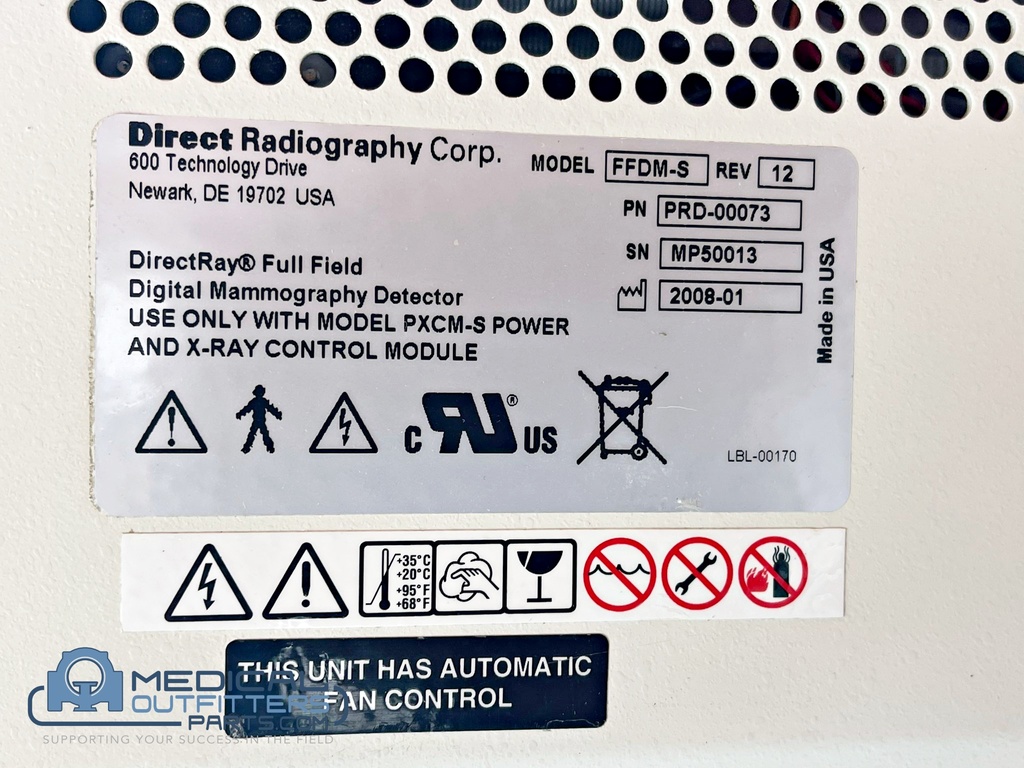 Direct Radiography Corp.
600 Technology Drive
Newark, DE 19702 USA
MODEL FFDM-S REV 12
PN PRD-00073
SN MP50013
2008-01
Made in USA
DirectRay® Full Field
Digital Mammography Detector
USE ONLY WITH MODEL PXCM-S POWER
AND X-RAY CONTROL MODULE
C RU® US
LBL-00170
+35°C
+20°C
+95°F
+68°F
THIS UNIT HAS AUTOMATIC
FAN CONTROL
MEDICAL
OUTFITTERS
PARTS.COM
SUPPORTING YOUR SUCCESS IN THE FIELD